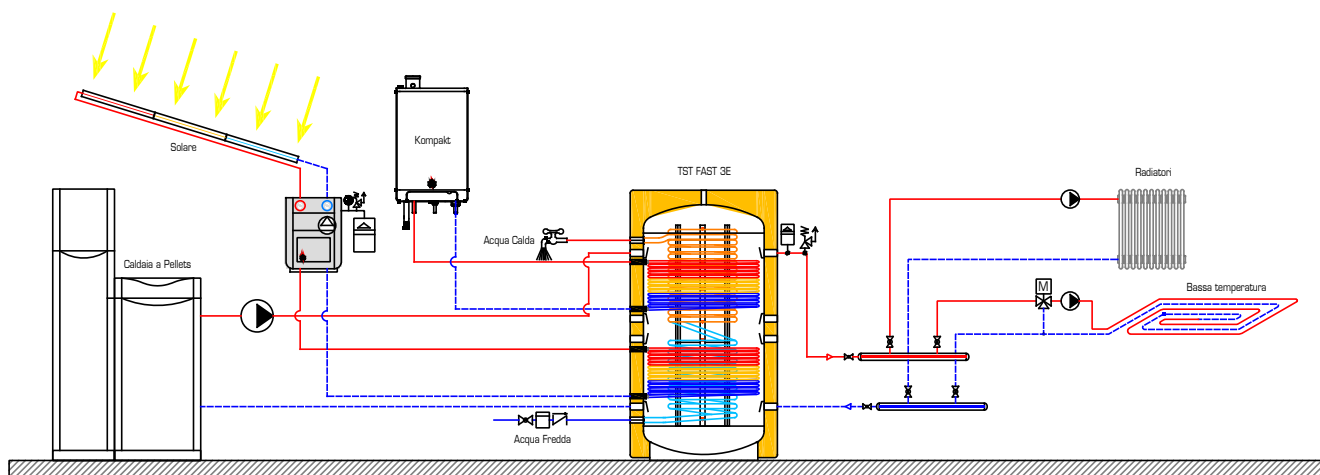 Solare
Kompakt
TST FAST 3E
Radiatori
Acqua Calda
Caldaia a Pellets
M
Bassa temperatura
Acqua Fredda